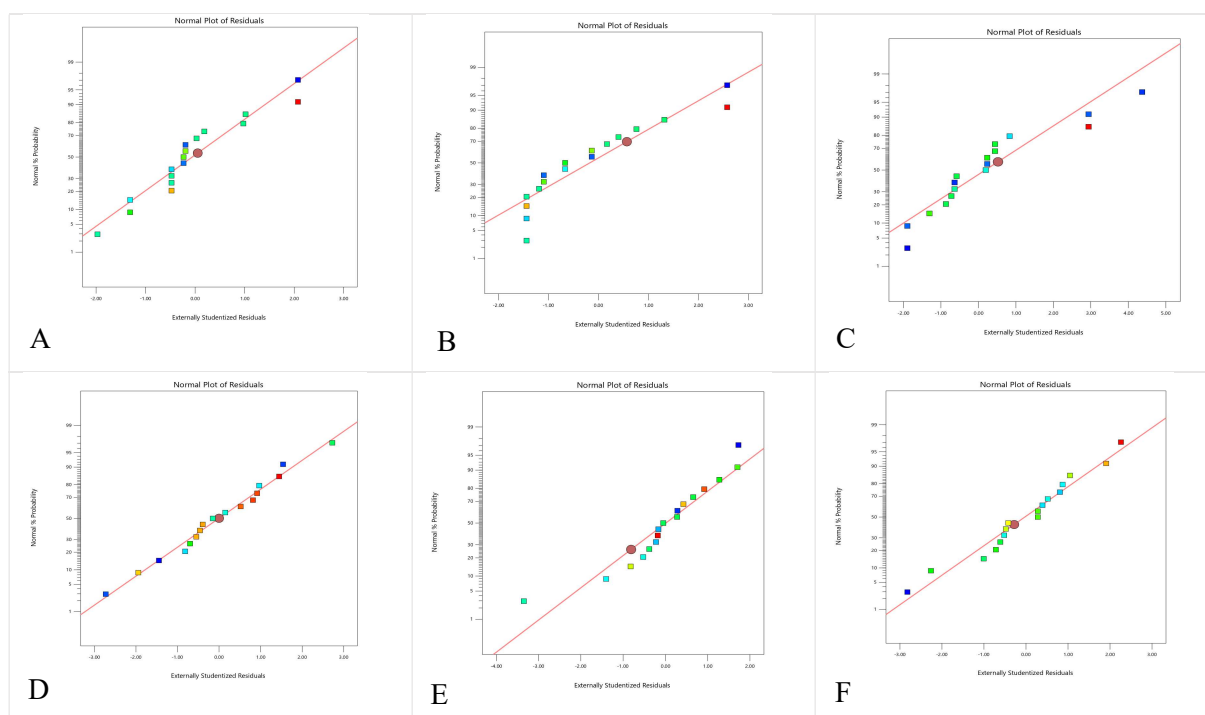 Normal Plot of Residuals
Normal % Probability
99
95
90
80
70
50
30
20
10
5
1
-2.00 -1.00 0.00 1.00 2.00 3.00
Externally Studentized Residuals
A
Normal Plot of Residuals
Normal % Probability
99
95
90
80
70
50
30
20
10
5
1
-2.00 -1.00 0.00 1.00 2.00 3.00
Externally Studentized Residuals
B
Normal Plot of Residuals
Normal % Probability
99
95
90
80
70
50
30
20
10
5
1
-2.00 -1.00 0.00 1.00 2.00 3.00 4.00 5.00
Externally Studentized Residuals
C
Normal Plot of Residuals
Normal % Probability
99
95
90
80
70
50
30
20
10
5
1
-3.00 -2.00 -1.00 0.00 1.00 2.00 3.00
Externally Studentized Residuals
D
Normal Plot of Residuals
Normal % Probability
99
95
90
80
70
50
30
20
10
5
1
-4.00 -3.00 -2.00 -1.00 0.00 1.00 2.00
Externally Studentized Residuals
E
Normal Plot of Residuals
Normal % Probability
99
95
90
80
70
50
30
20
10
5
1
-3.00 -2.00 -1.00 0.00 1.00 2.00 3.00
Externally Studentized Residuals
F